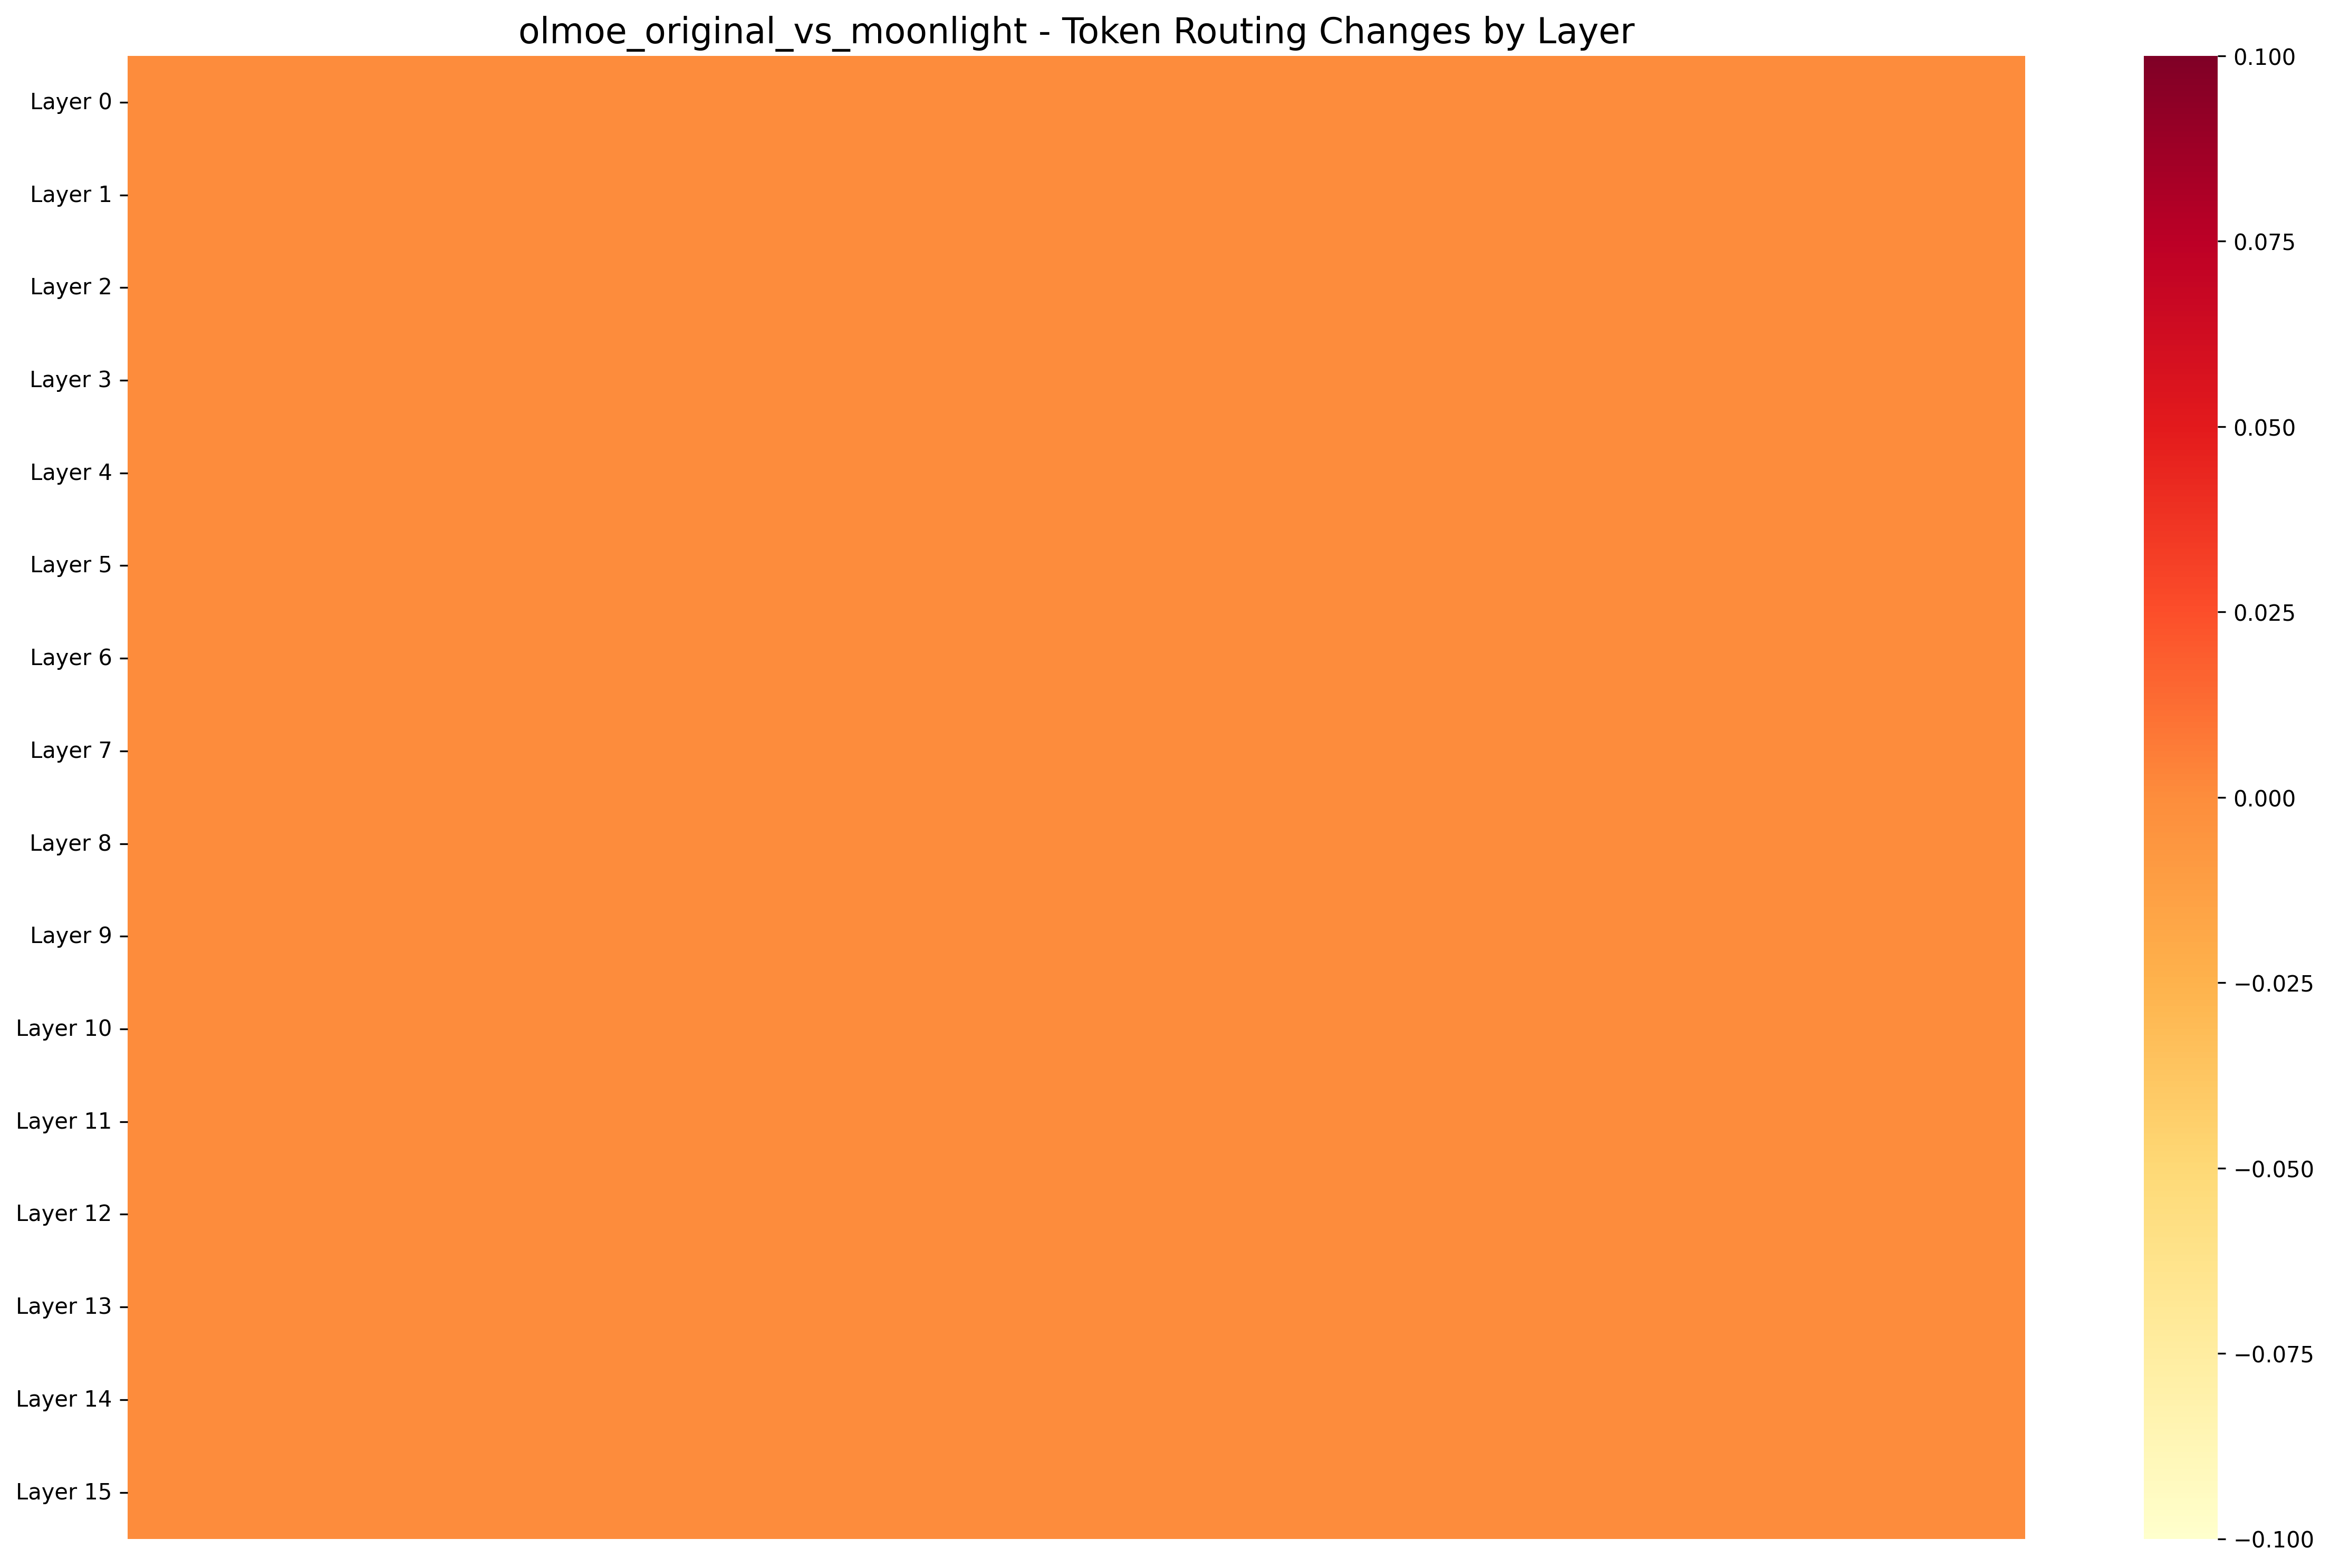 olmoe_original_vs_moonlight - Token Routing Changes by Layer
Layer 0
Layer 1
Layer 2
Layer 3
Layer 4
Layer 5
Layer 6
Layer 7
Layer 8
Layer 9
Layer 10
Layer 11
Layer 12
Layer 13
Layer 14
Layer 15
0.100
0.075
0.050
0.025
0.000
−0.025
−0.050
−0.075
−0.100